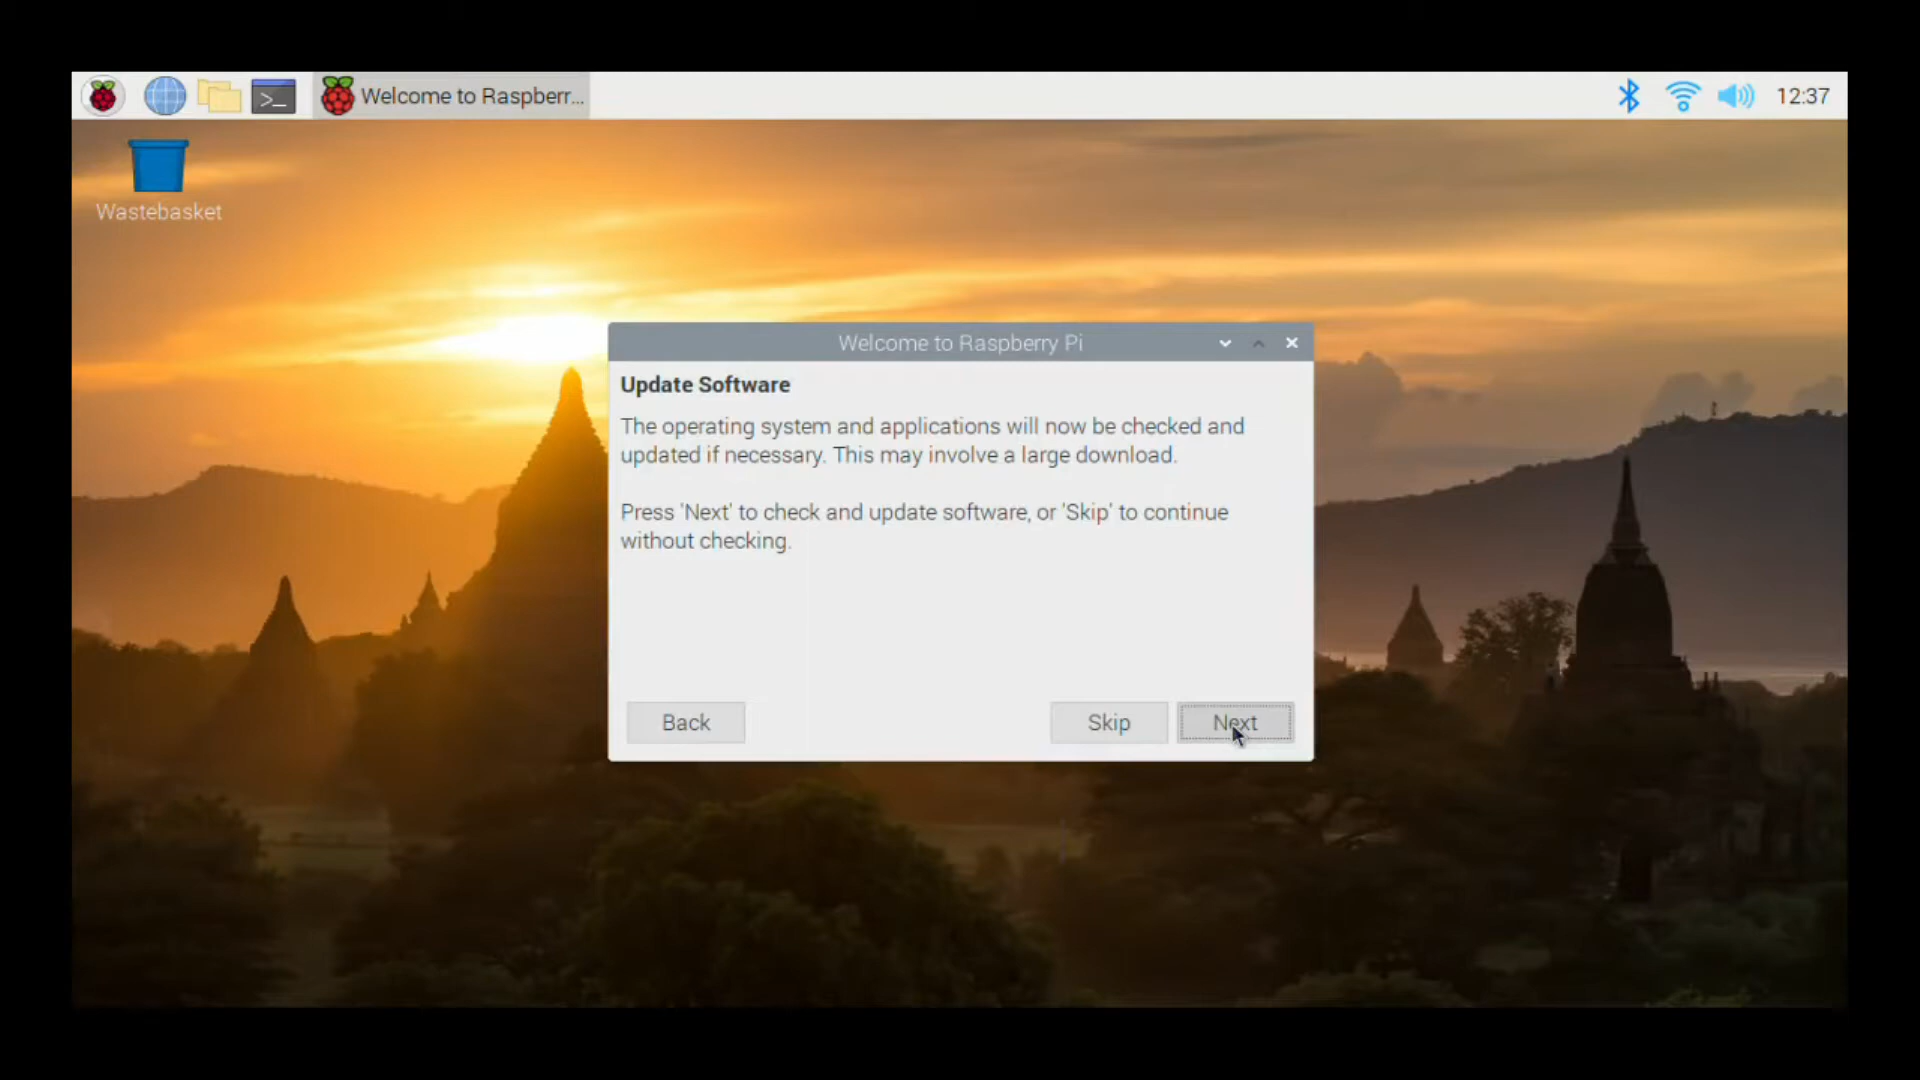 >_
Welcome to Raspberr...
12:37
Wastebasket
Welcome to Raspberry Pi
Update Software
The operating system and applications will now be checked and
updated if necessary. This may involve a large download.
Press 'Next' to check and update software, or 'Skip' to continue
without checking.
Back
Skip
Next